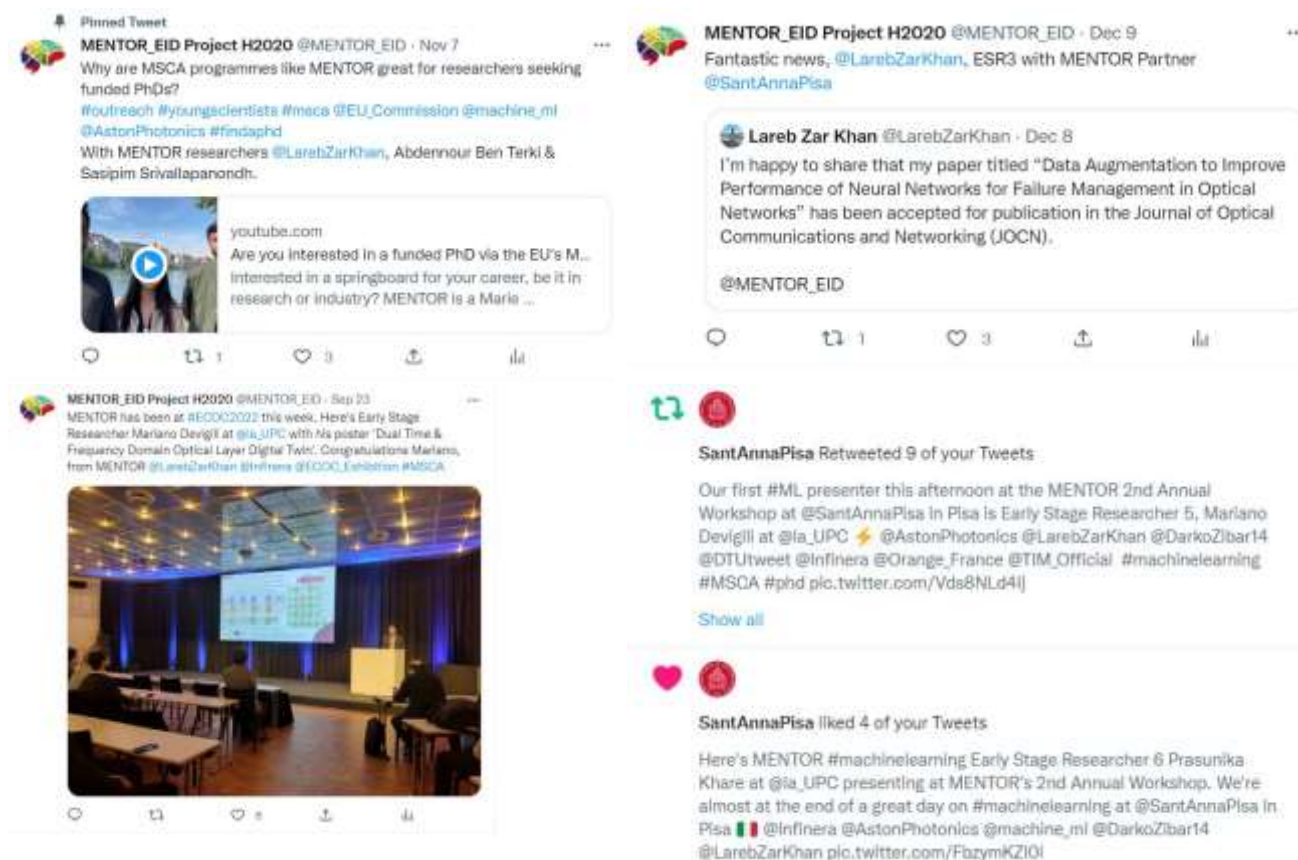 Pinned Tweet
MENTOR_EID Project H2020 @MENTOR_EID · Nov 7
Why are MSCA programmes like MENTOR great for researchers seeking
funded PhDs?
#outreach #youngscientists #msca @EU_Commission @machine_ml
@AstonPhotonics #findaphd
With MENTOR researchers @LarebZarKhan, Abdennour Ben Terki &
Sasipim Srivallapanondh.
youtube.com
Are you interested in a funded PhD via the EU's M...
Interested in a springboard for your career, be it in
research or industry? MENTOR is a Marie ...
1 3
MENTOR_EID Project H2020 @MENTOR_EID · Sep 23
MENTOR has been at #ECOC2022 this week. Here's Early Stage
Researcher Mariano Devigili at @la_UPC with his poster 'Dual Time &
Frequency Domain Optical Layer Digital Twin'. Congratulations Mariano,
from MENTOR @LarebZarKhan @Infinera @ECOC_Exhibition #MSCA
MENTOR_EID Project H2020 @MENTOR_EID · Dec 9
Fantastic news, @LarebZarKhan, ESR3 with MENTOR Partner
@SantAnnaPisa
Lareb Zar Khan @LarebZarKhan · Dec 8
I'm happy to share that my paper titled "Data Augmentation to Improve
Performance of Neural Networks for Failure Management in Optical
Networks" has been accepted for publication in the Journal of Optical
Communications and Networking (JOCN).
@MENTOR_EID
1 3
SantAnnaPisa Retweeted 9 of your Tweets
Our first #ML presenter this afternoon at the MENTOR 2nd Annual
Workshop at @SantAnnaPisa in Pisa is Early Stage Researcher 5, Mariano
Devigili at @la_UPC ⚡ @AstonPhotonics @LarebZarKhan @DarkoZibar14
@DTUtweet @Infinera @Orange_France @TIM_Official #machinelearning
#MSCA #phd pic.twitter.com/Vds8NLd4Ij
Show all
SantAnnaPisa liked 4 of your Tweets
Here's MENTOR #machinelearning Early Stage Researcher 6 Prasunika
Khare at @la_UPC presenting at MENTOR's 2nd Annual Workshop. We're
almost at the end of a great day on #machinelearning at @SantAnnaPisa in
Pisa 🇮🇹 @Infinera @AstonPhotonics @machine_ml @DarkoZibar14
@LarebZarKhan pic.twitter.com/FbzymKZI0i